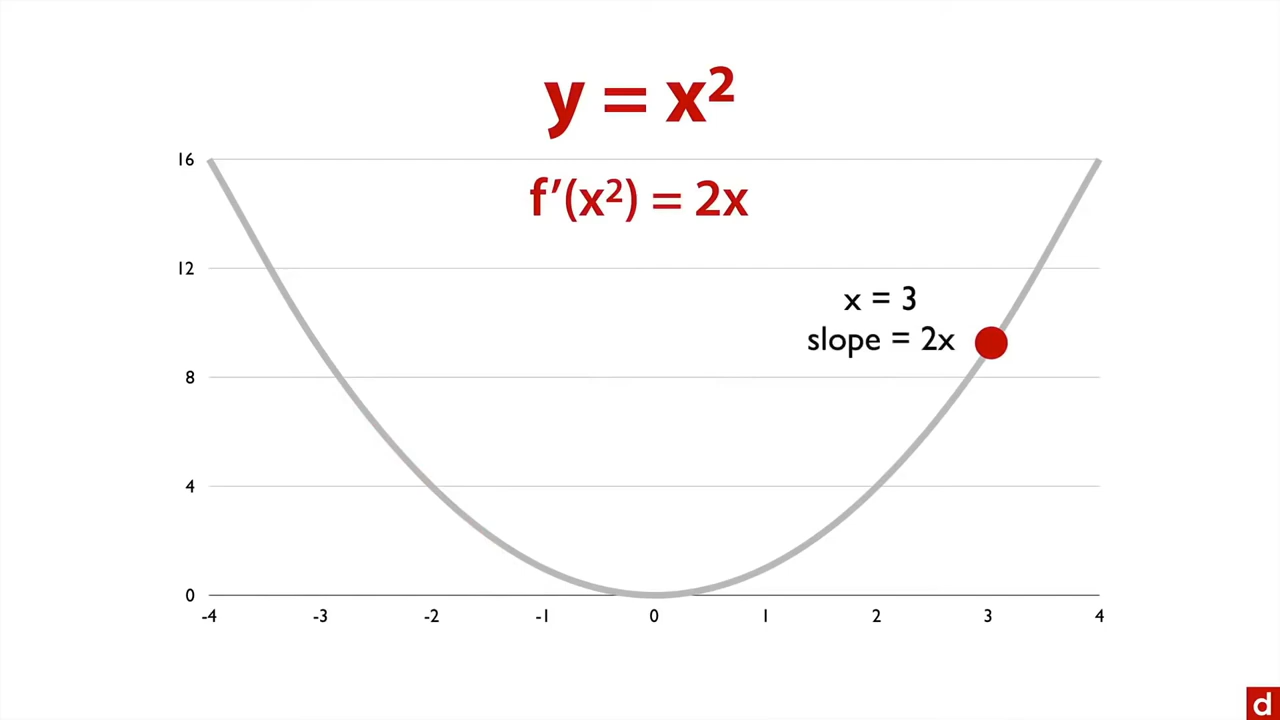 y = x²
16
f′(x²) = 2x
12
x = 3
slope = 2x
8
4
0
-4 -3 -2 -1 0 1 2 3 4
d